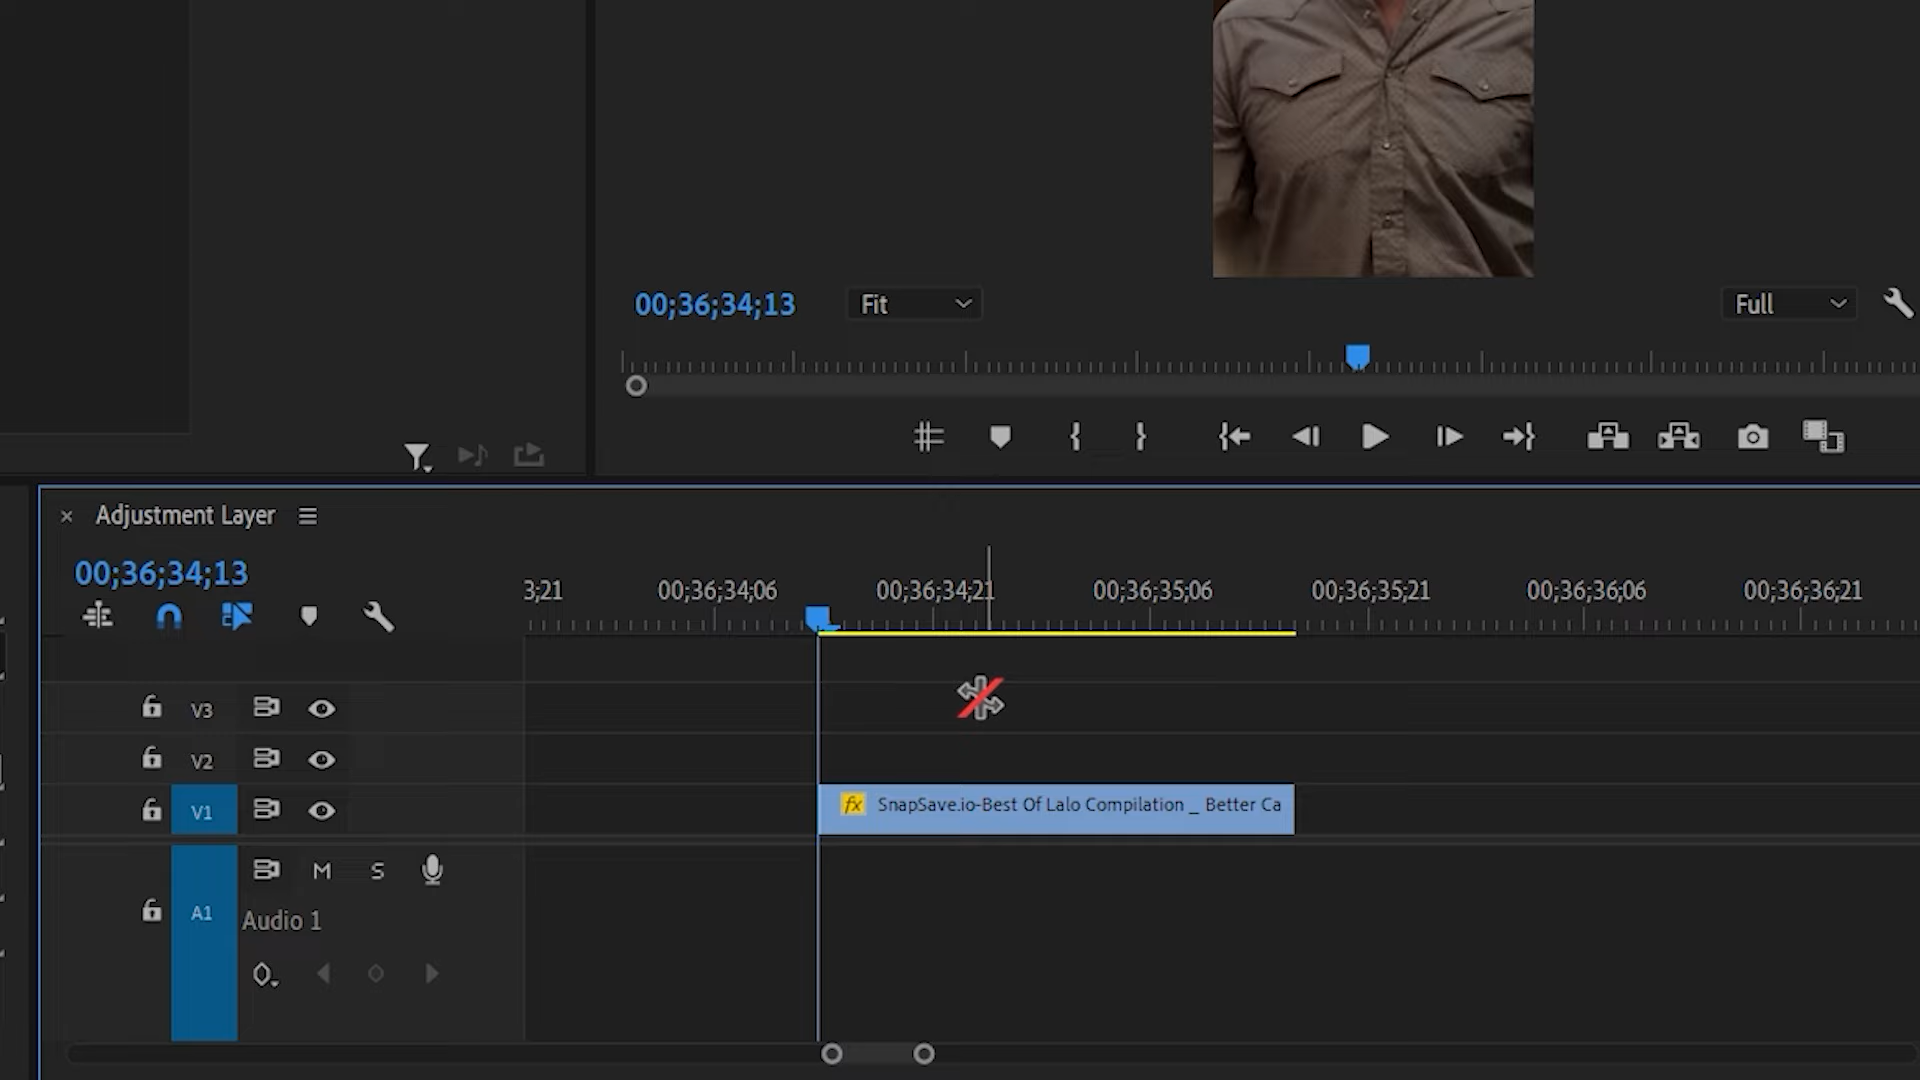 00;36;34;13
Fit
Full
Adjustment Layer
00;36;34;13
3;21
00;36;34;06
00;36;34;21
00;36;35;06
00;36;35;21
00;36;36;06
00;36;36;21
V3
V2
V1
fx SnapSave.io-Best Of Lalo Compilation _ Better Ca
M
S
A1
Audio 1